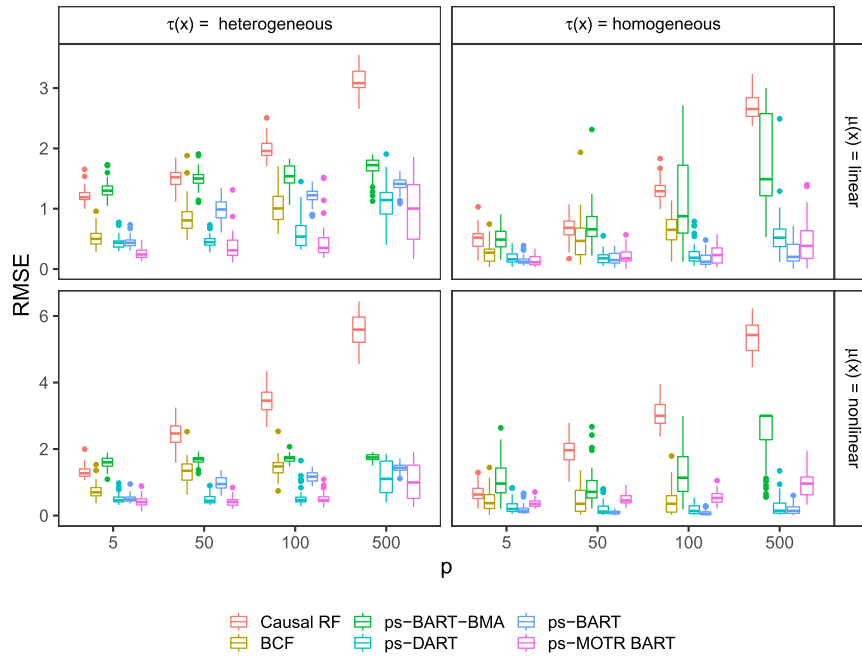 τ(x) = heterogeneous
τ(x) = homogeneous
RMSE
3
2
1
0
μ(x) = linear
6
4
2
0
μ(x) = nonlinear
5 50 100 500
5 50 100 500
p
Causal RF ps−BART−BMA ps−BART
BCF ps−DART ps−MOTR BART